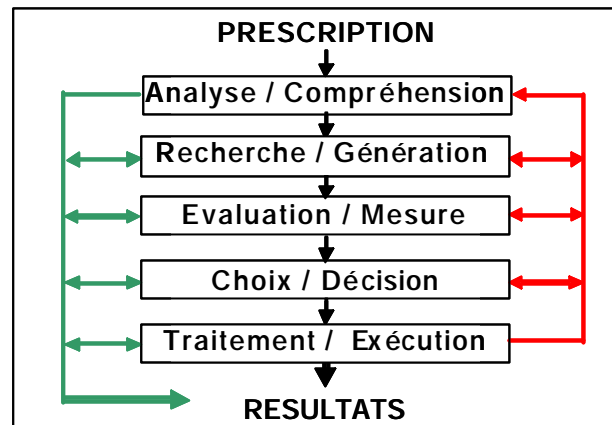 PRESCRIPTION
Analyse / Compréhension
Recherche / Génération
Evaluation / Mesure
Choix / Décision
Traitement / Exécution
RESULTATS